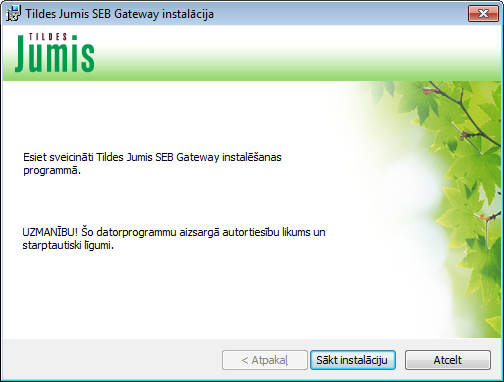 Tildes Jumis SEB Gateway instalācija
TILDES
Jumis
Esiet sveicināti Tildes Jumis SEB Gateway instalēšanas
programmā.
UZMANĪBU! Šo datorprogrammu aizsargā autortiesību likums un
starptautiski līgumi.
< Atpakaļ
Sākt instalāciju
Atcelt